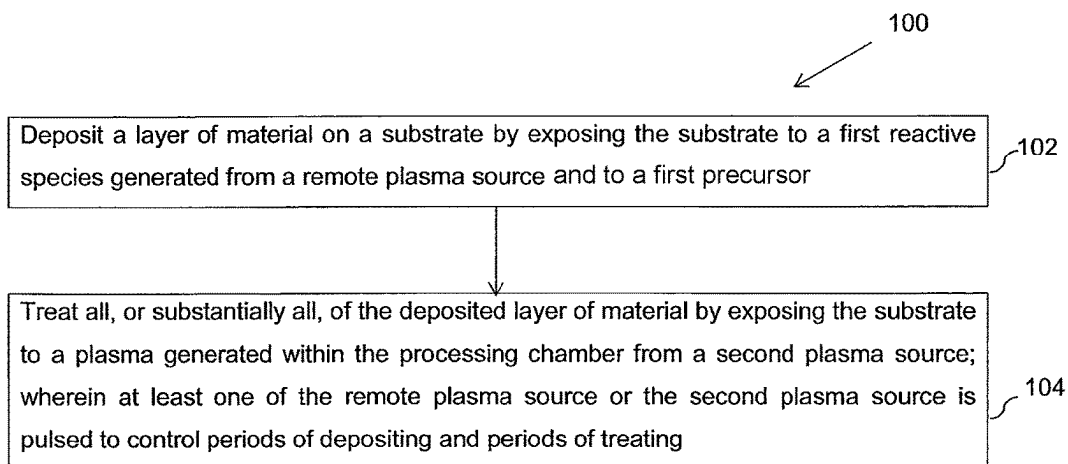 100
Deposit a layer of material on a substrate by exposing the substrate to a first reactive
species generated from a remote plasma source and to a first precursor
102
Treat all, or substantially all, of the deposited layer of material by exposing the substrate
to a plasma generated within the processing chamber from a second plasma source;
wherein at least one of the remote plasma source or the second plasma source is
pulsed to control periods of depositing and periods of treating
104